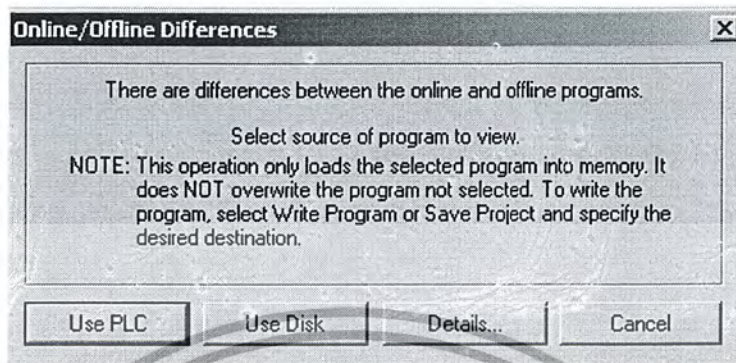 Online/Offline Differences
There are differences between the online and offline programs.
Select source of program to view.
NOTE: This operation only loads the selected program into memory. It
does NOT overwrite the program not selected. To write the
program, select Write Program or Save Project and specify the
desired destination.
Use PLC Use Disk Details... Cancel